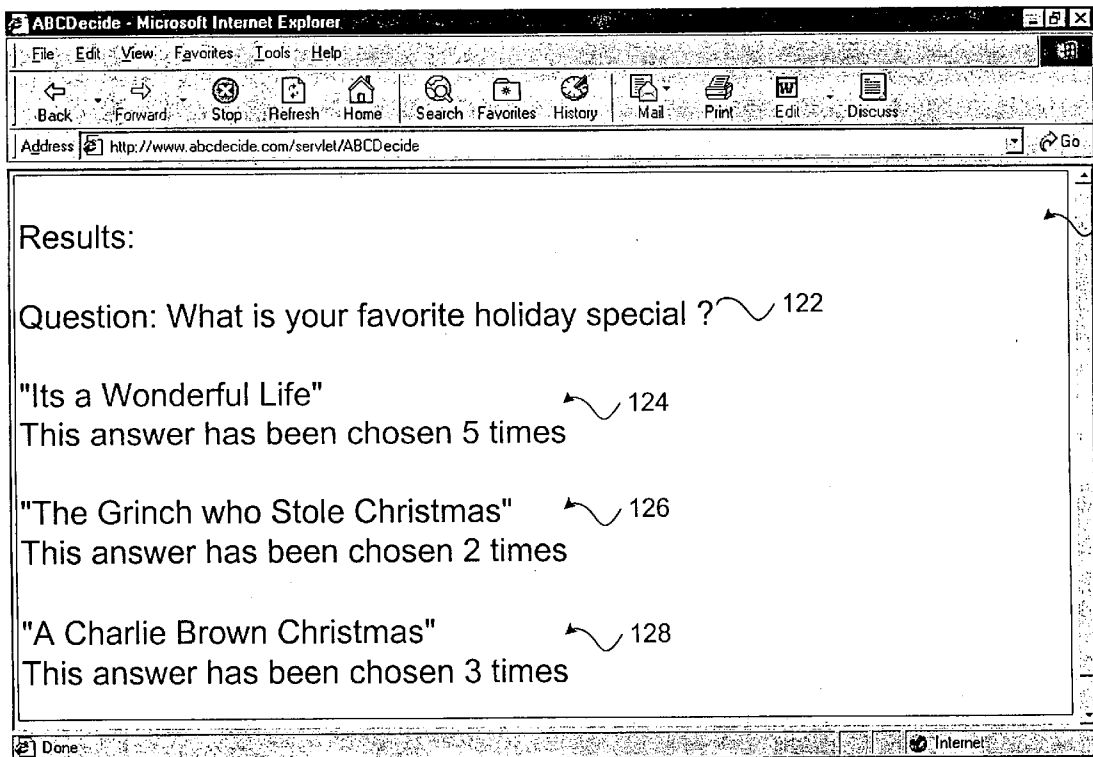 ABCDecide - Microsoft Internet Explorer
File Edit View Favorites Tools Help
Back Forward Stop Refresh Home Search Favorites History Mail Print Edit Discuss
Address http://www.abcdecide.com/servlet/ABCDecide Go
Results:
Question: What is your favorite holiday special ? 122
"Its a Wonderful Life"
124
This answer has been chosen 5 times
"The Grinch who Stole Christmas" 126
This answer has been chosen 2 times
"A Charlie Brown Christmas" 128
This answer has been chosen 3 times
Done Internet